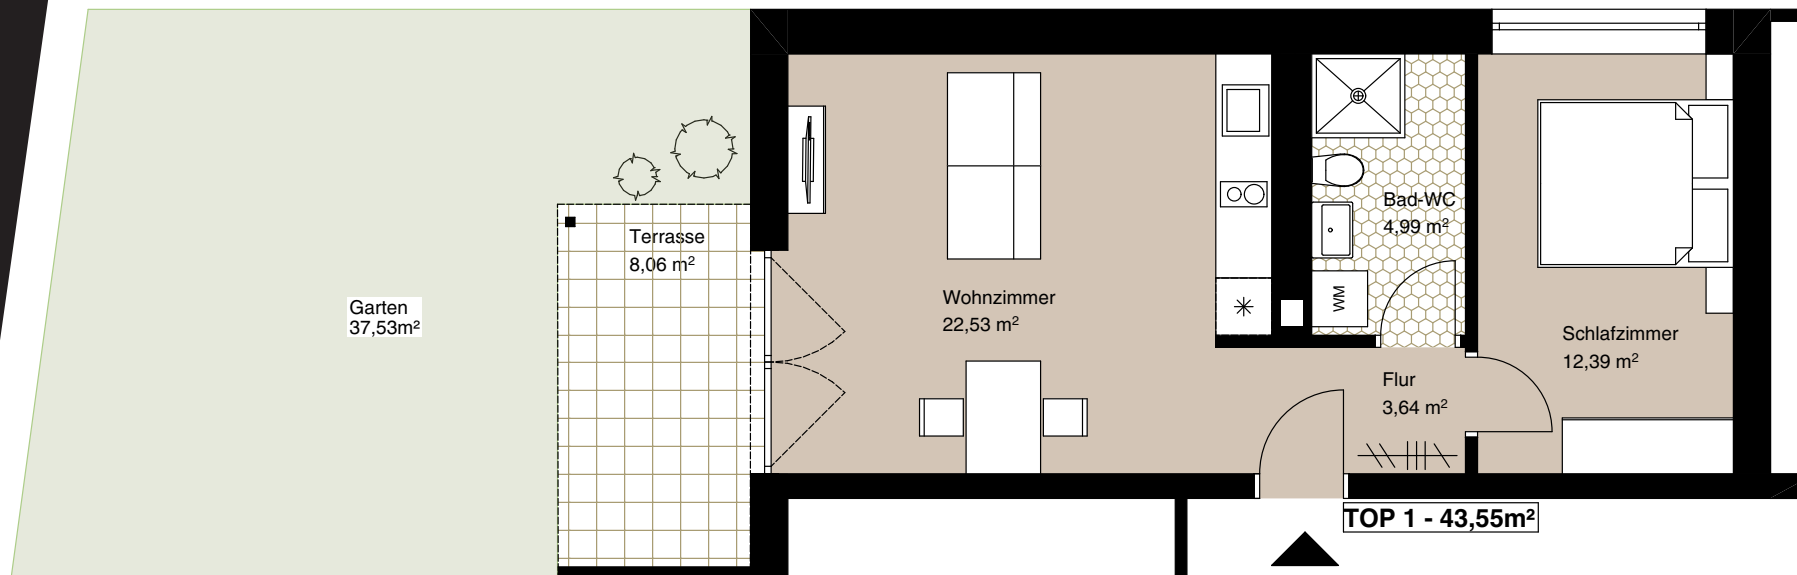 Garten
37,53m²
Terrasse
8,06 m²
Wohnzimmer
22,53 m²
Bad-WC
4,99 m²
WM
Flur
3,64 m²
Schlafzimmer
12,39 m²
TOP 1 - 43,55m²